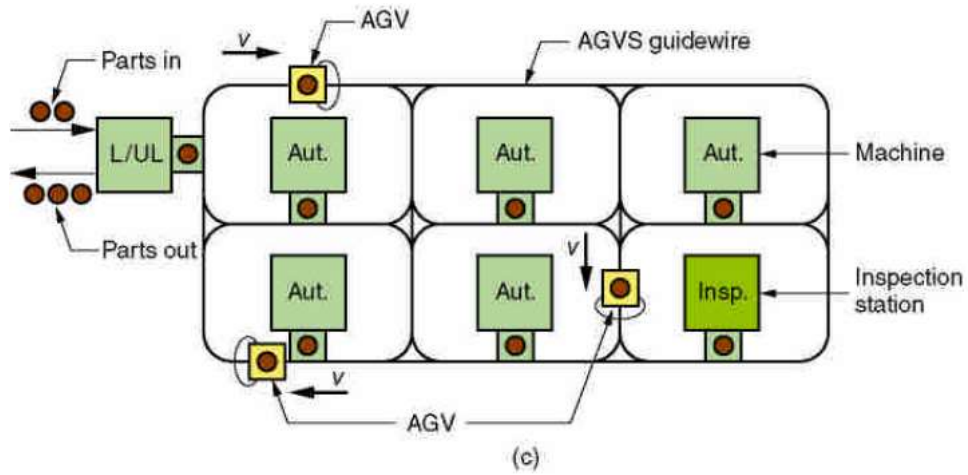 AGV
v
AGVS guidewire
Parts in
L/UL
Aut.
Aut.
Aut.
Machine
Parts out
v
Aut.
Aut.
Insp.
Inspection
station
v
AGV
(c)